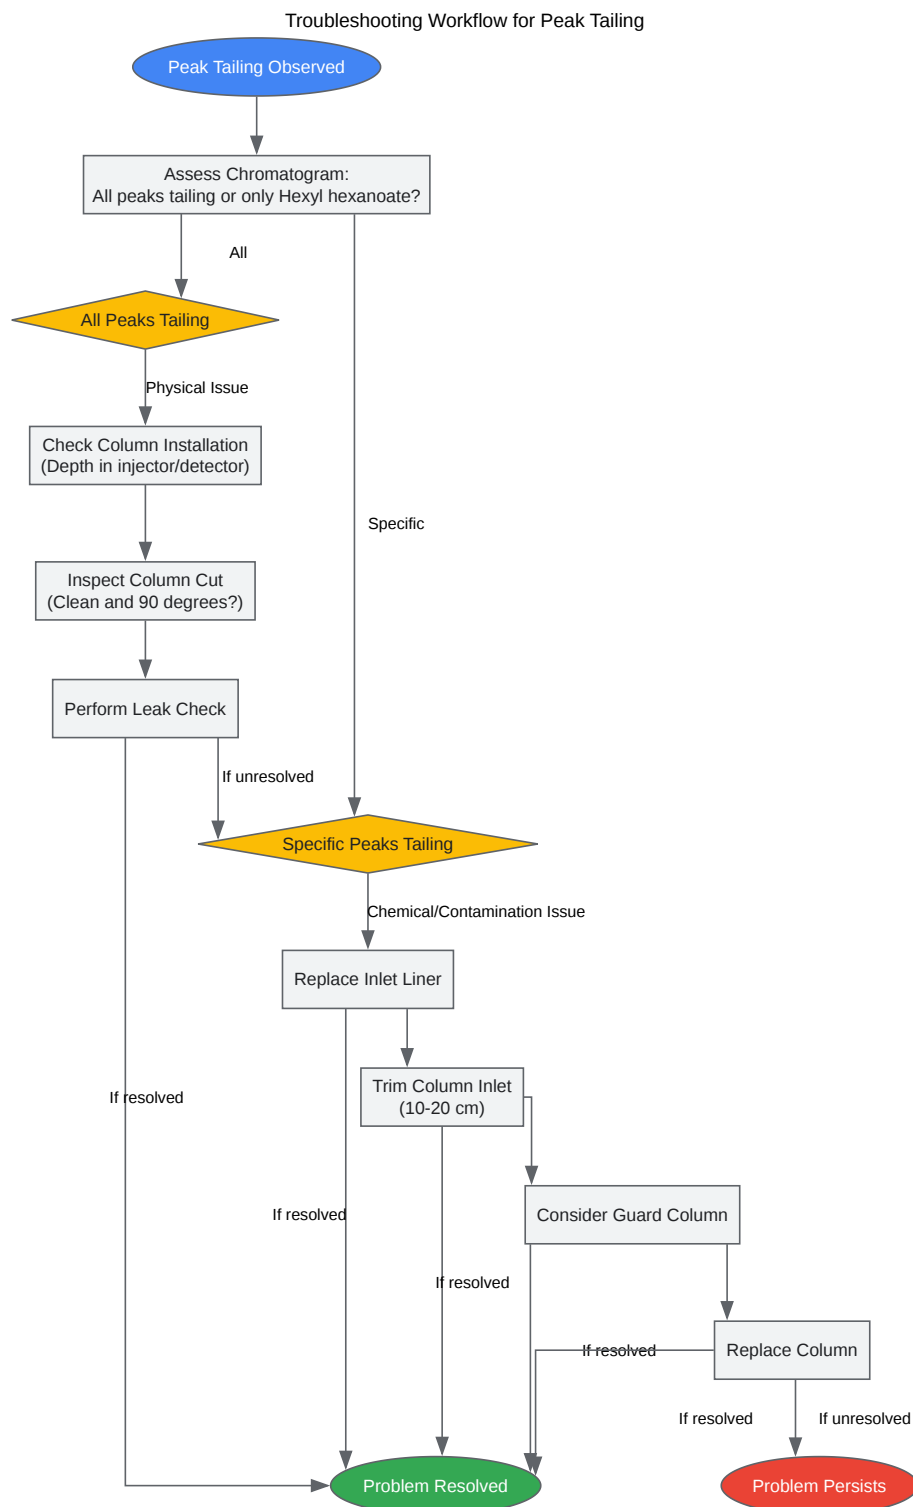 Troubleshooting Workflow for Peak Tailing
Peak Tailing Observed
Assess Chromatogram:
All peaks tailing or only Hexyl hexanoate?
All
All Peaks Tailing
Physical Issue
Check Column Installation
(Depth in injector/detector)
Specific
Inspect Column Cut
(Clean and 90 degrees?)
Perform Leak Check
If unresolved
Specific Peaks Tailing
Chemical/Contamination Issue
Replace Inlet Liner
Trim Column Inlet
(10-20 cm)
If resolved
Consider Guard Column
If resolved
If resolved
If resolved
Replace Column
If resolved
If unresolved
Problem Resolved
Problem Persists